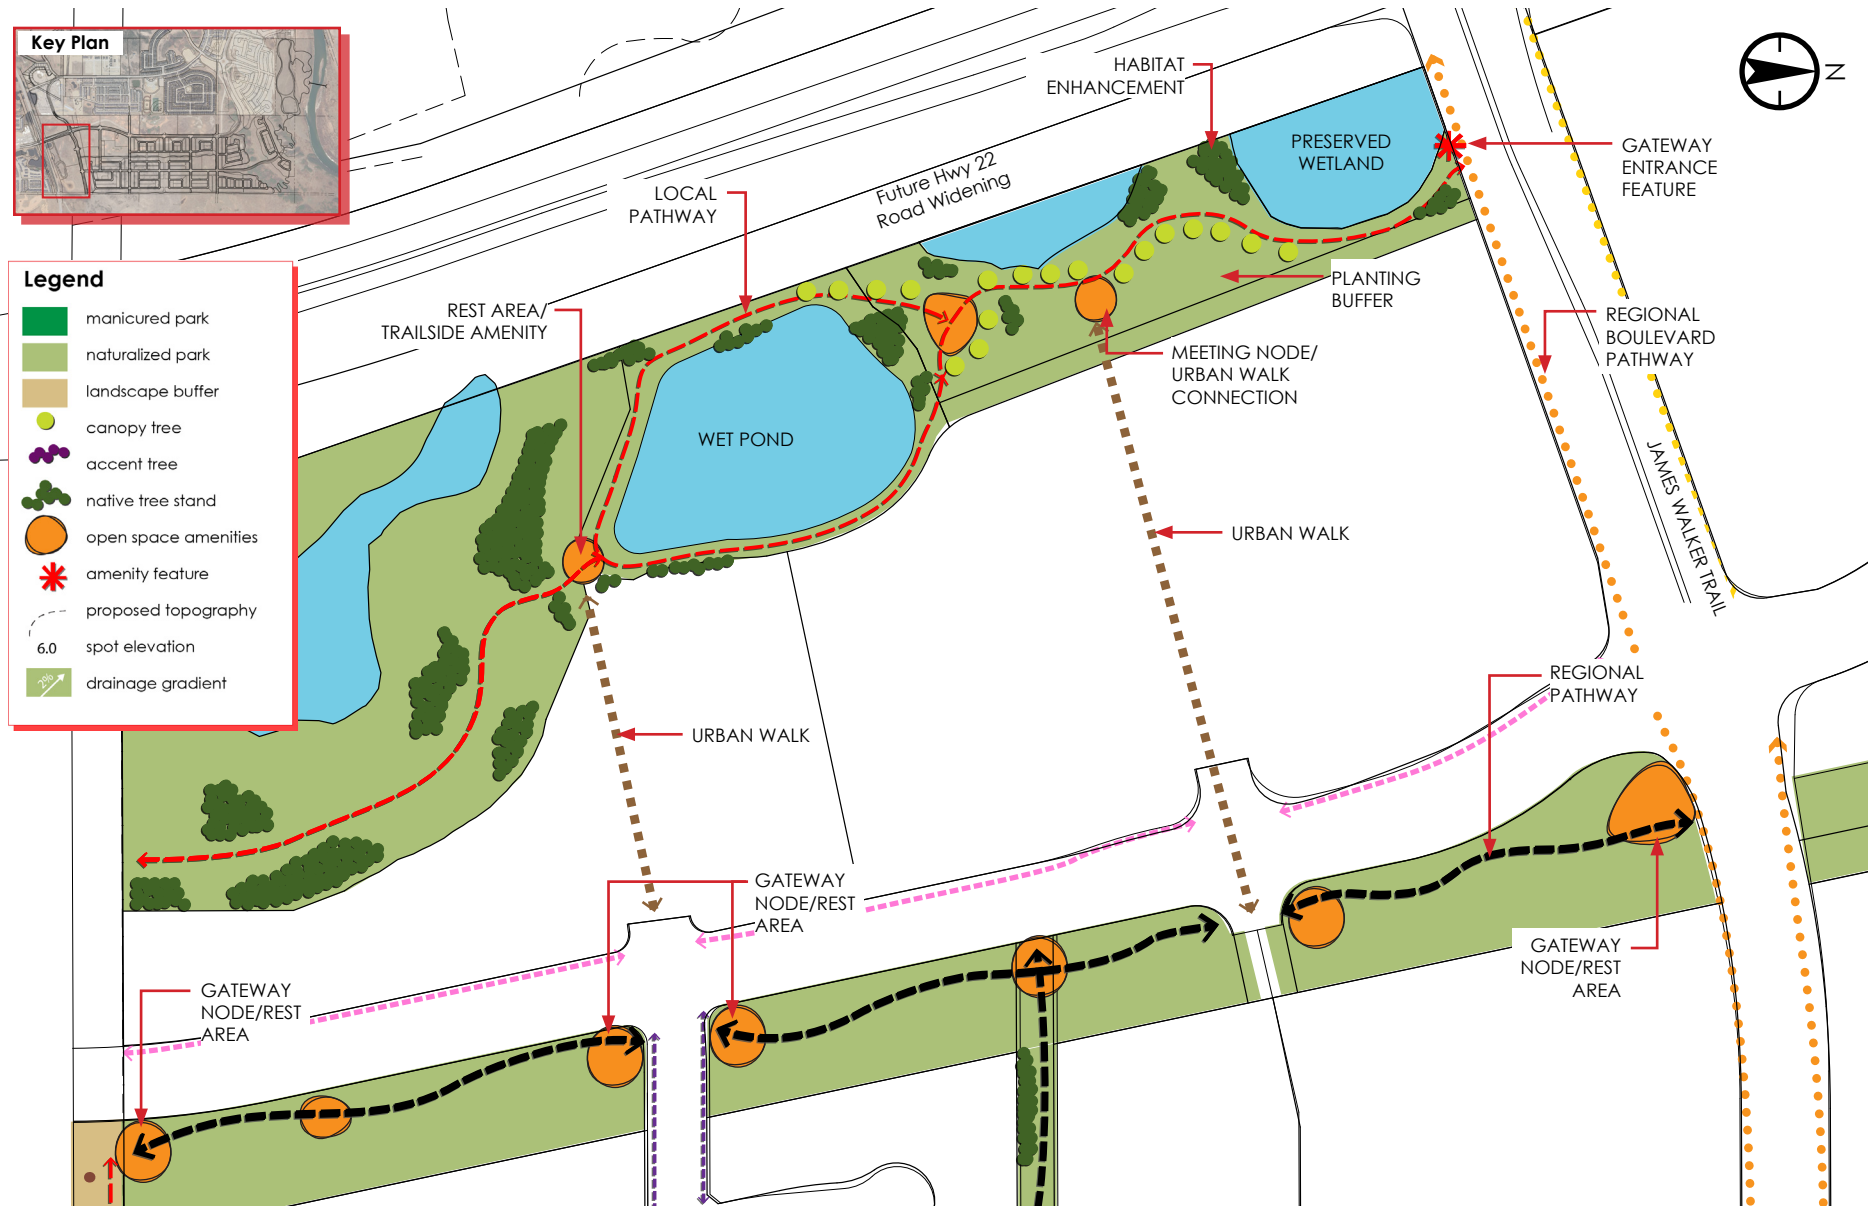 Key Plan
HABITAT
ENHANCEMENT
PRESERVED
WETLAND
GATEWAY
ENTRANCE
FEATURE
N
LOCAL
PATHWAY
Future Hwy 22
Road Widening
Legend
manicured park
naturalized park
landscape buffer
canopy tree
accent tree
native tree stand
open space amenities
amenity feature
proposed topography
6.0 spot elevation
2% drainage gradient
REST AREA/
TRAILSIDE AMENITY
PLANTING
BUFFER
REGIONAL
BOULEVARD
PATHWAY
MEETING NODE/
URBAN WALK
CONNECTION
WET POND
URBAN WALK
JAMES WALKER TRAIL
REGIONAL
PATHWAY
URBAN WALK
GATEWAY
NODE/REST
AREA
GATEWAY
NODE/REST
AREA
GATEWAY
NODE/REST
AREA